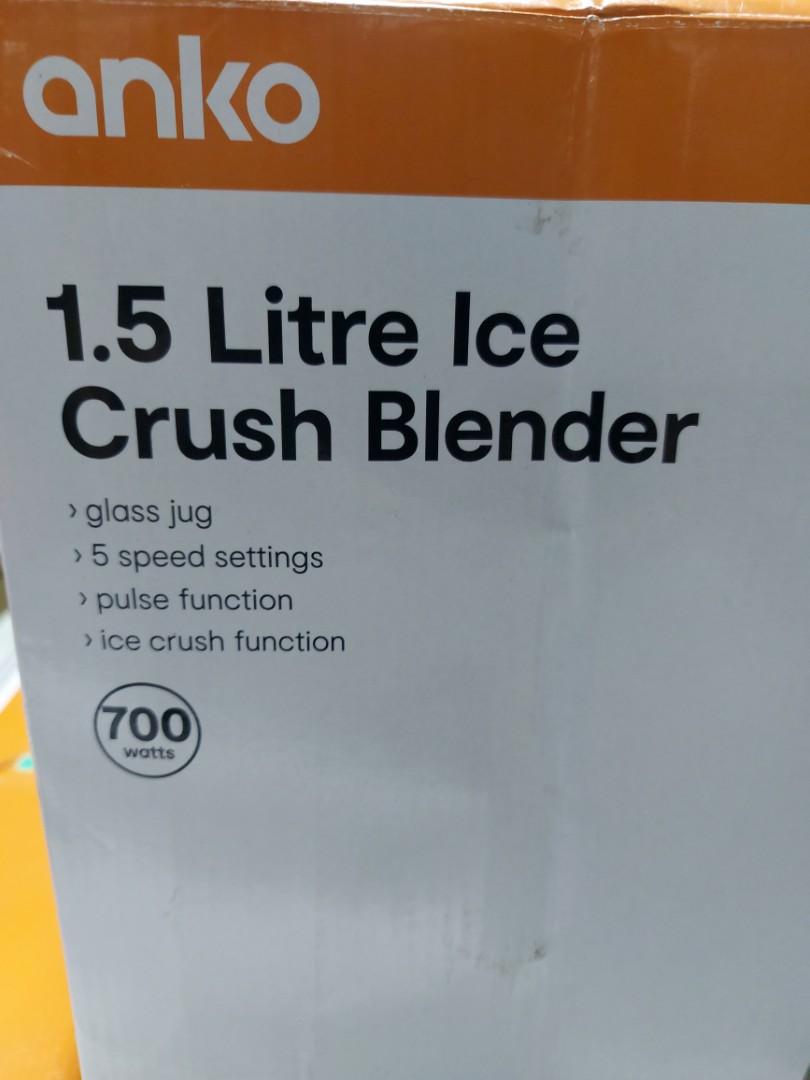 anko
1.5 Litre Ice
Crush Blender
› glass jug
› 5 speed settings
› pulse function
› ice crush function
700
watts